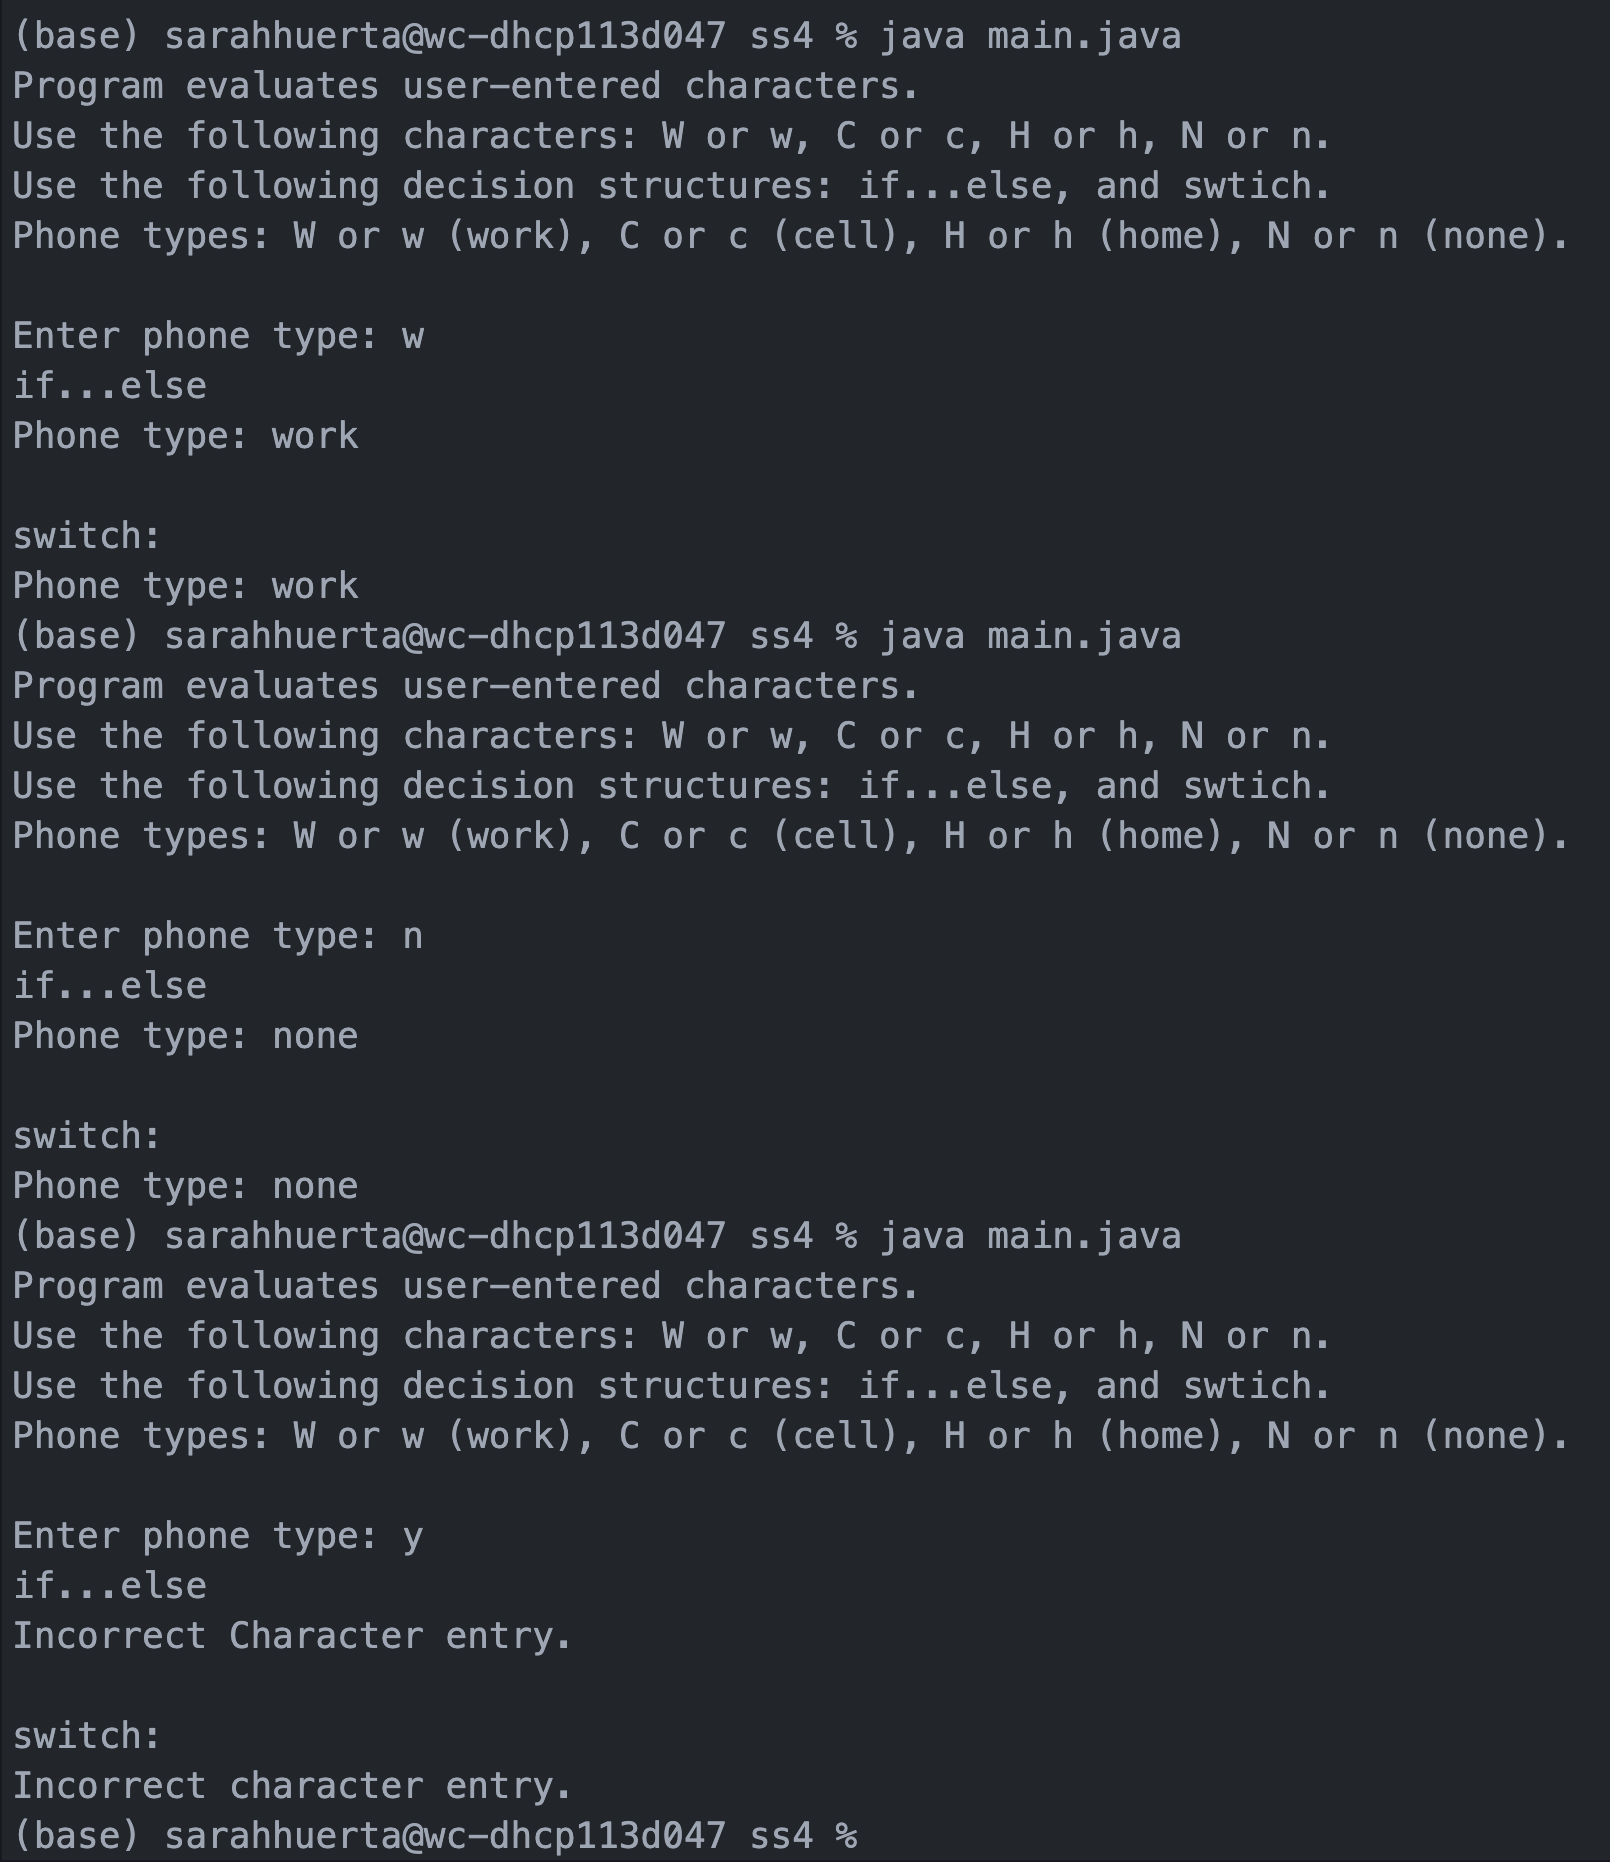 (base) sarahhuerta@wc-dhcp113d047 ss4 % java main.java
Program evaluates user-entered characters.
Use the following characters: W or w, C or c, H or h, N or n.
Use the following decision structures: if...else, and swtich.
Phone types: W or w (work), C or c (cell), H or h (home), N or n (none).

Enter phone type: w
if...else
Phone type: work

switch:
Phone type: work
(base) sarahhuerta@wc-dhcp113d047 ss4 % java main.java
Program evaluates user-entered characters.
Use the following characters: W or w, C or c, H or h, N or n.
Use the following decision structures: if...else, and swtich.
Phone types: W or w (work), C or c (cell), H or h (home), N or n (none).

Enter phone type: n
if...else
Phone type: none

switch:
Phone type: none
(base) sarahhuerta@wc-dhcp113d047 ss4 % java main.java
Program evaluates user-entered characters.
Use the following characters: W or w, C or c, H or h, N or n.
Use the following decision structures: if...else, and swtich.
Phone types: W or w (work), C or c (cell), H or h (home), N or n (none).

Enter phone type: y
if...else
Incorrect Character entry.

switch:
Incorrect character entry.
(base) sarahhuerta@wc-dhcp113d047 ss4 %